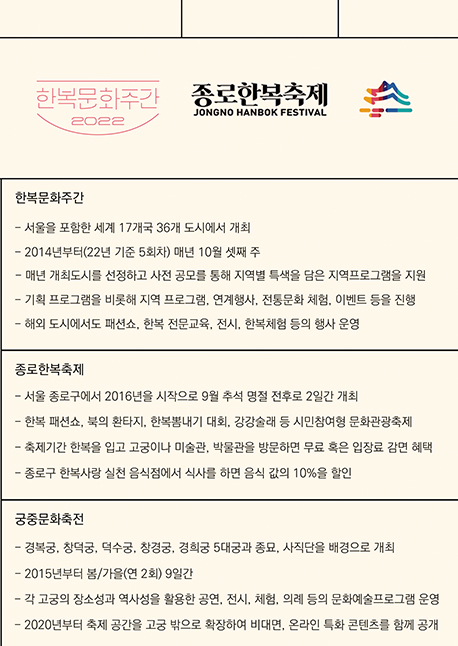 한복문화주간
2022
종로한복축제
JONGNO HANBOK FESTIVAL
한복문화주간
- 서울을 포함한 세계 17개국 36개 도시에서 개최
- 2014년부터(22년 기준 5회차) 매년 10월 셋째 주
- 매년 개최도시를 선정하고 사전 공모를 통해 지역별 특색을 담은 지역프로그램을 지원
- 기획 프로그램을 비롯해 지역 프로그램, 연계행사, 전통문화 체험, 이벤트 등을 진행
- 해외 도시에서도 패션쇼, 한복 전문교육, 전시, 한복체험 등의 행사 운영
종로한복축제
- 서울 종로구에서 2016년을 시작으로 9월 추석 명절 전후로 2일간 개최
- 한복 패션쇼, 북의 환타지, 한복뽐내기 대회, 강강술래 등 시민참여형 문화관광축제
- 축제기간 한복을 입고 고궁이나 미술관, 박물관을 방문하면 무료 혹은 입장료 감면 혜택
- 종로구 한복사랑 실천 음식점에서 식사를 하면 음식 값의 10%을 할인
궁중문화축전
- 경복궁, 창덕궁, 덕수궁, 창경궁, 경희궁 5대궁과 종묘, 사직단을 배경으로 개최
- 2015년부터 봄/가을(연 2회) 9일간
- 각 고궁의 장소성과 역사성을 활용한 공연, 전시, 체험, 의례 등의 문화예술프로그램 운영
- 2020년부터 축제 공간을 고궁 밖으로 확장하여 비대면, 온라인 특화 콘텐츠를 함께 공개